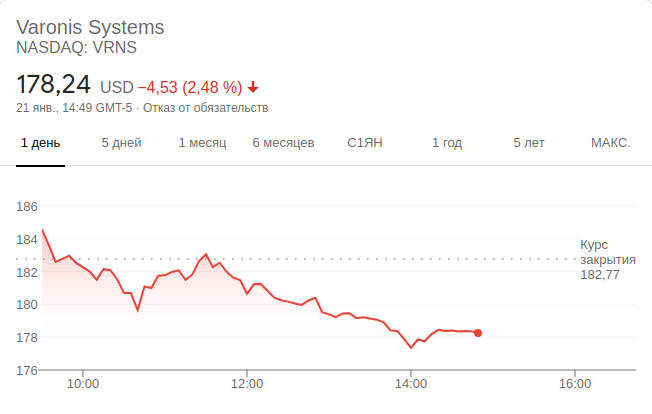 Varonis Systems
NASDAQ: VRNS
178,24 USD −4,53 (2,48 %)
21 янв., 14:49 GMT-5 · Отказ от обязательств
1 день 5 дней 1 месяц 6 месяцев С1ЯН 1 год 5 лет МАКС.
186
184
Курс
закрытия
182,77
182
180
178
176
10:00 12:00 14:00 16:00